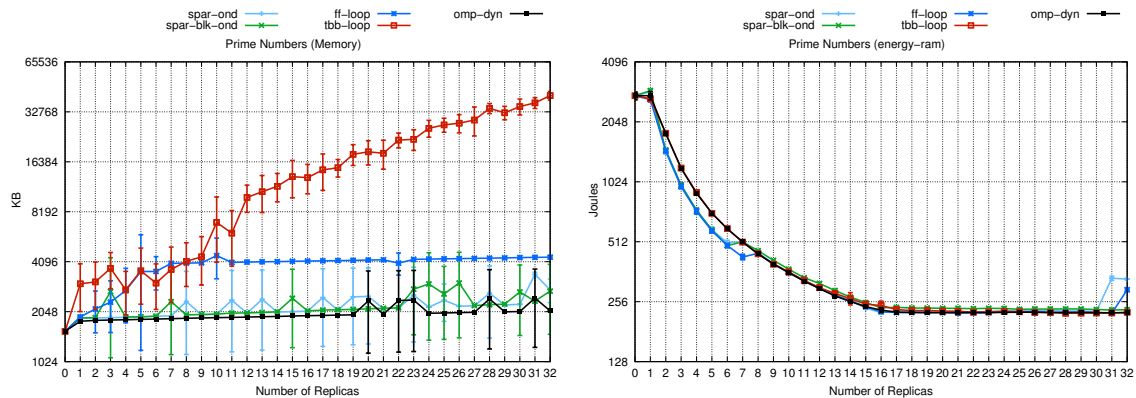 spar-ond ff-loop omp-dyn
spar-blk-ond tbb-loop
Prime Numbers (Memory)
65536
32768
16384
8192
4096
2048
1024
KB
0 1 2 3 4 5 6 7 8 9 10 11 12 13 14 15 16 17 18 19 20 21 22 23 24 25 26 27 28 29 30 31 32
Number of Replicas
spar-ond ff-loop omp-dyn
spar-blk-ond tbb-loop
Prime Numbers (energy-ram)
4096
2048
1024
512
256
128
Joules
0 1 2 3 4 5 6 7 8 9 10 11 12 13 14 15 16 17 18 19 20 21 22 23 24 25 26 27 28 29 30 31 32
Number of Replicas